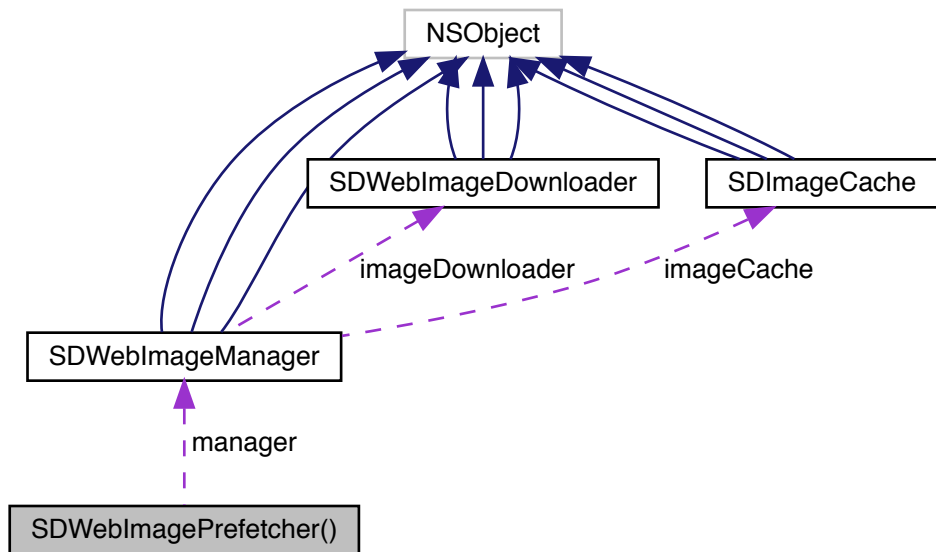 NSObject
SDWebImageDownloader
SDImageCache
imageDownloader
imageCache
SDWebImageManager
manager
SDWebImagePrefetcher()